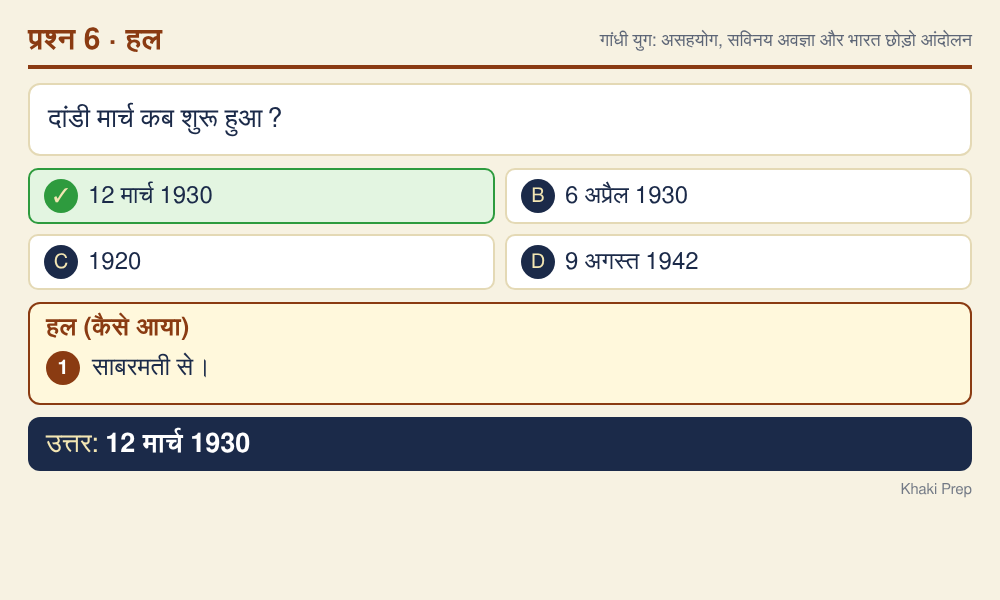 प्रश्न 6 · हल
गांधी युग: असहयोग, सविनय अवज्ञा और भारत छोड़ो आंदोलन
दांडी मार्च कब शुरू हुआ ?
✓ 12 मार्च 1930
B 6 अप्रैल 1930
C 1920
D 9 अगस्त 1942
हल (कैसे आया)
1 साबरमती से।
उत्तर: 12 मार्च 1930
Khaki Prep